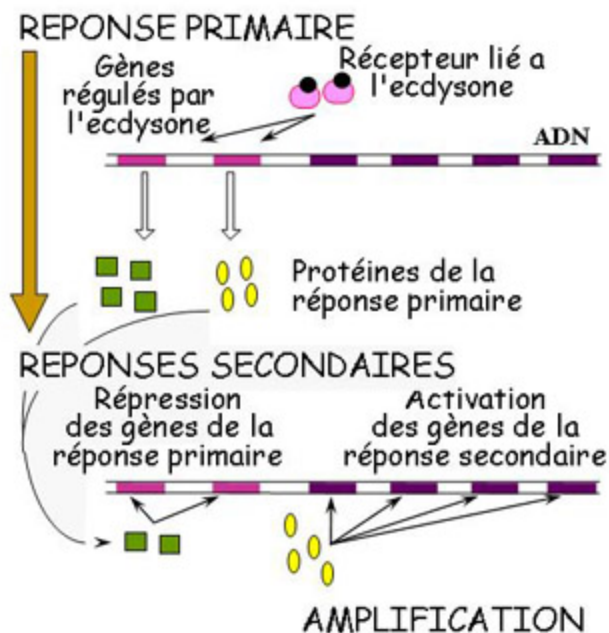 REPONSE PRIMAIRE
Gènes
régulés par
l'ecdysone
Récepteur lié a
l'ecdysone
ADN
Protéines de la
réponse primaire
REPONSES SECONDAIRES
Répression
des gènes de la
réponse primaire
Activation
des gènes de la
réponse secondaire
AMPLIFICATION